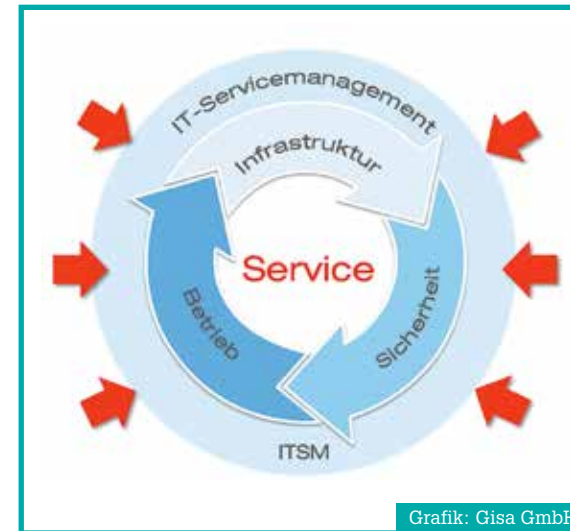 IT-Servicemanagement
Infrastruktur
Service
Betrieb
Sicherheit
ITSM
Grafik: Gisa GmbH